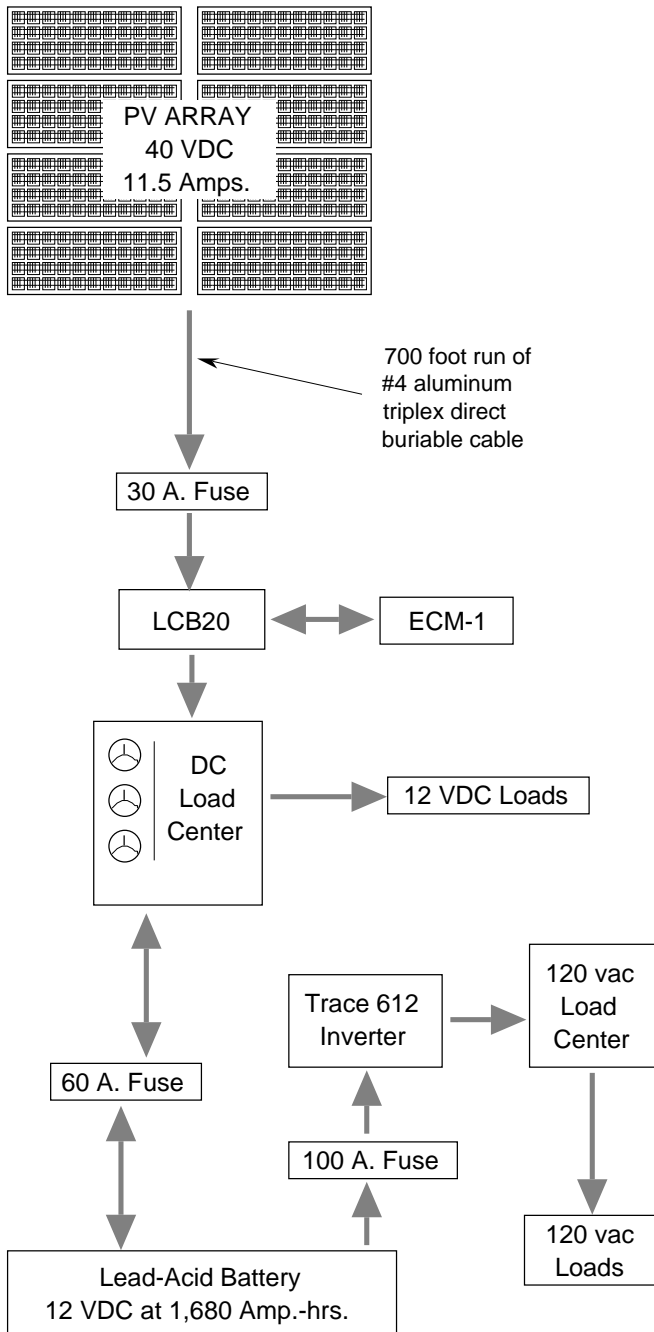 PV ARRAY
40 VDC
11.5 Amps.
700 foot run of
#4 aluminum
triplex direct
buriable cable
30 A. Fuse
LCB20
ECM-1
DC
Load
Center
12 VDC Loads
Trace 612
Inverter
120 vac
Load
Center
60 A. Fuse
100 A. Fuse
120 vac
Loads
Lead-Acid Battery
12 VDC at 1,680 Amp.-hrs.